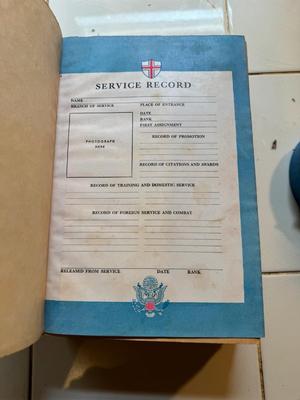 SERVICE RECORD
NAME
BRANCH OF SERVICE PLACE OF ENTRANCE
DATE
RANK
FIRST ASSIGNMENT
PHOTOGRAPH
HERE
RECORD OF PROMOTION
RECORD OF CITATIONS AND AWARDS
RECORD OF TRAINING AND DOMESTIC SERVICE
RECORD OF FOREIGN SERVICE AND COMBAT
RELEASED FROM SERVICE DATE RANK